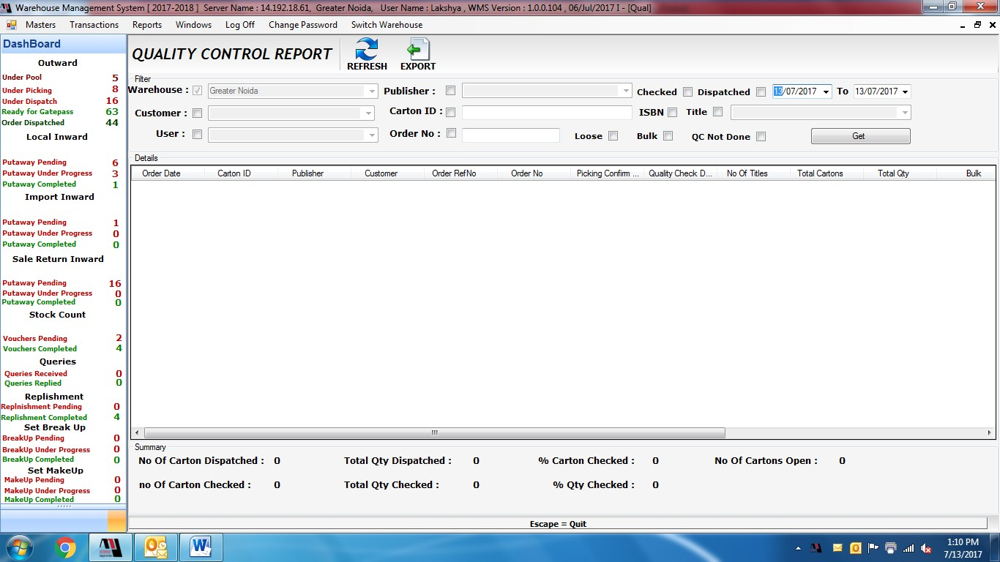 Warehouse Management System [ 2017-2018 ]  Server Name : 14.192.18.61,  Greater Noida,   User Name : Lakshya , WMS Version : 1.0.0.104 , 06/Jul/2017 ] - [Qual]
Masters Transactions Reports Windows Log Off Change Password Switch Warehouse
DashBoard
Outward
Under Pool 5
Under Picking 8
Under Dispatch 16
Ready for Gatepass 63
Order Dispatched 44
Local Inward
Putaway Pending 6
Putaway Under Progress 3
Putaway Completed 1
Import Inward
Putaway Pending 1
Putaway Under Progress 0
Putaway Completed 0
Sale Return Inward
Putaway Pending 16
Putaway Under Progress 0
Putaway Completed 0
Stock Count
Vouchers Pending 2
Vouchers Completed 4
Queries
Queries Received 0
Queries Replied 0
Replishment
Replnishment Pending 0
Replishment Completed 4
Set Break Up
BreakUp Pending 0
BreakUp Under Progress 0
BreakUp Completed 0
Set MakeUp
MakeUp Pending 0
MakeUp Under Progress 0
MakeUp Completed 0
QUALITY CONTROL REPORT
REFRESH EXPORT
Filter
Warehouse : Greater Noida Publisher : Checked Dispatched 13/07/2017 To 13/07/2017
Customer : Carton ID : ISBN Title
User : Order No : Loose Bulk QC Not Done Get
Details
Order Date Carton ID Publisher Customer Order RefNo Order No Picking Confirm ... Quality Check D... No Of Titles Total Cartons Total Qty Bulk
Summary
No Of Carton Dispatched : 0 Total Qty Dispatched : 0 % Carton Checked : 0 No Of Cartons Open : 0
no Of Carton Checked : 0 Total Qty Checked : 0 % Qty Checked : 0
Escape = Quit
1:10 PM
7/13/2017